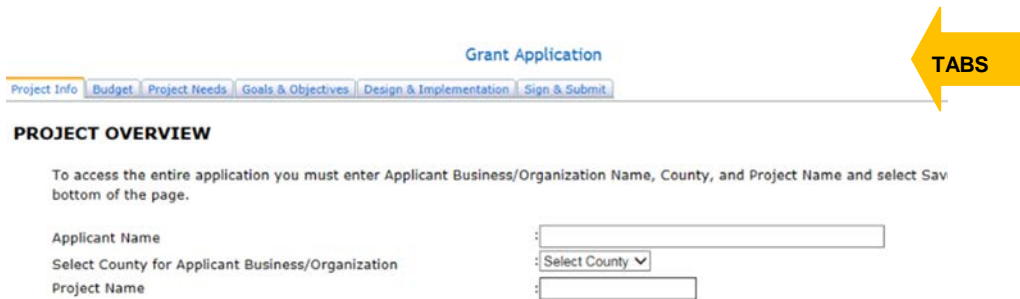 Grant Application
TABS
Project Info Budget Project Needs Goals & Objectives Design & Implementation Sign & Submit
PROJECT OVERVIEW
To access the entire application you must enter Applicant Business/Organization Name, County, and Project Name and select
bottom of the page.
Applicant Name :
Select County for Applicant Business/Organization : Select County
Project Name :